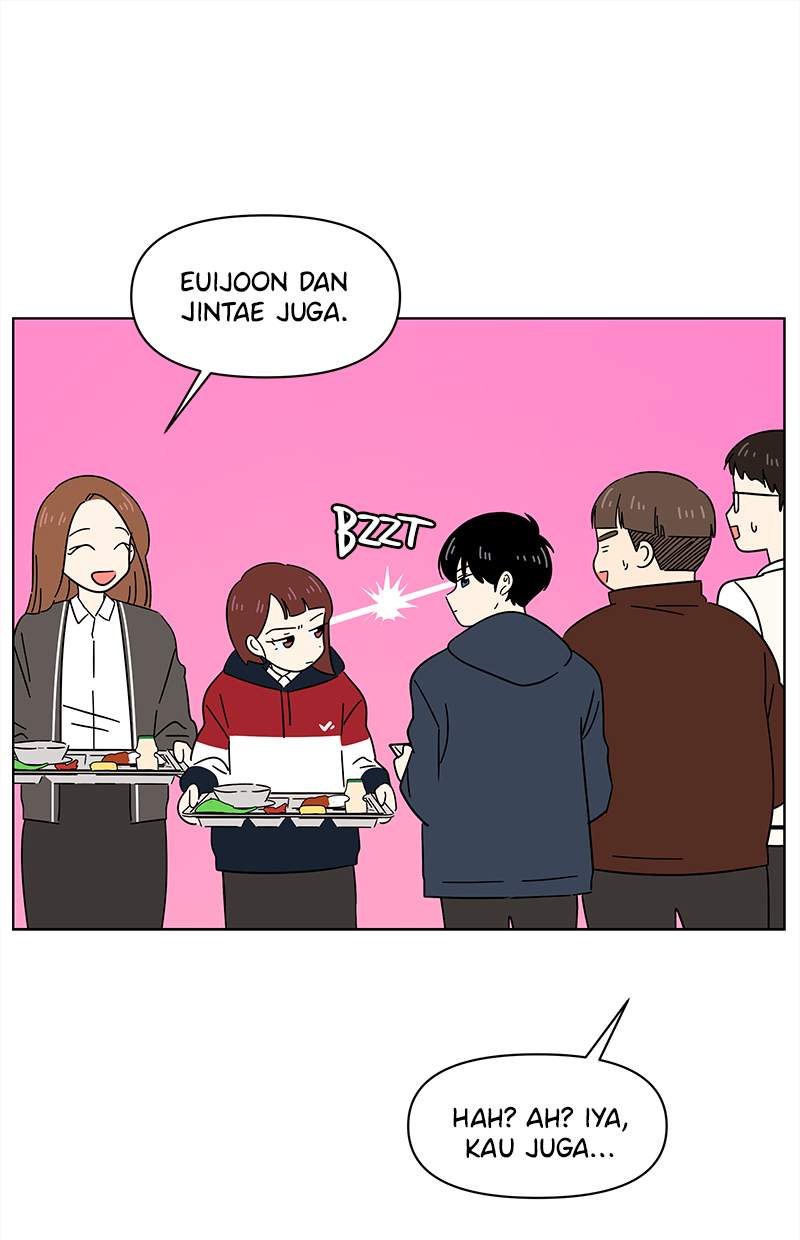 EUIJOON DAN
JINTAE JUGA.
BZZT
HAH? AH? IYA,
KAU JUGA...